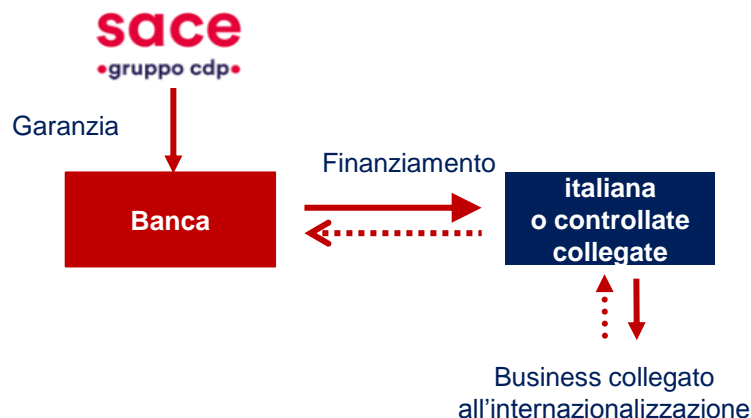 sace
•gruppo cdp•
Garanzia
Finanziamento
Banca
italiana
o controllate
collegate
Business collegato
all'internazionalizzazione